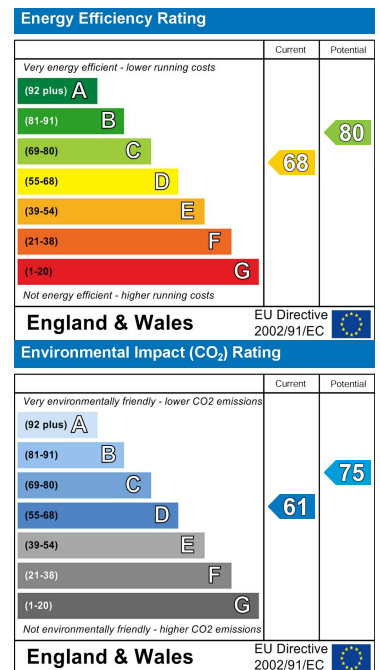 Energy Efficiency Rating
Current Potential
Very energy efficient - lower running costs
(92 plus) A
(81-91) B
80
(69-80) C
68
(55-68) D
(39-54) E
(21-38) F
(1-20) G
Not energy efficient - higher running costs
England & Wales
EU Directive
2002/91/EC
Environmental Impact (CO₂) Rating
Current Potential
Very environmentally friendly - lower CO2 emissions
(92 plus) A
(81-91) B
75
(69-80) C
61
(55-68) D
(39-54) E
(21-38) F
(1-20) G
Not environmentally friendly - higher CO2 emissions
England & Wales
EU Directive
2002/91/EC